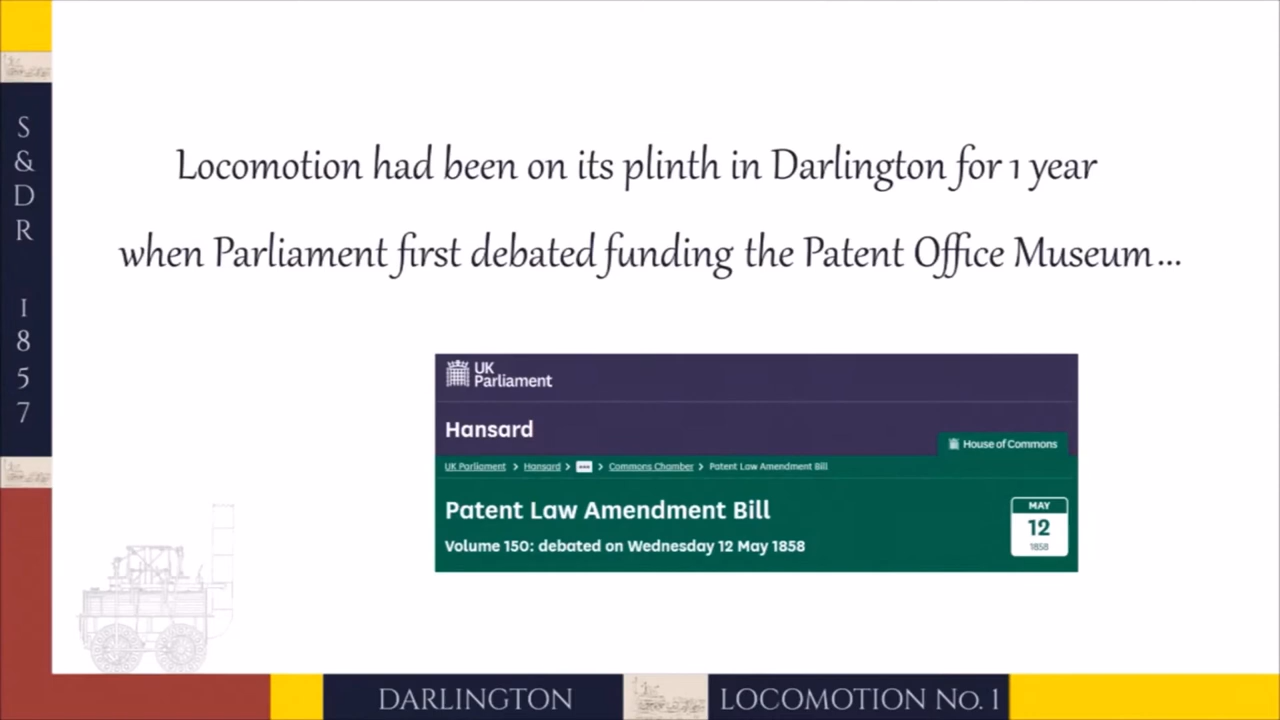 S
&
D
R
1
8
5
7
Locomotion had been on its plinth in Darlington for 1 year
when Parliament first debated funding the Patent Office Museum...
UK
Parliament
Hansard
House of Commons
UK Parliament > Hansard > ••• > Commons Chamber > Patent Law Amendment Bill
Patent Law Amendment Bill
Volume 150: debated on Wednesday 12 May 1858
MAY
12
1858
DARLINGTON
LOCOMOTION No. 1